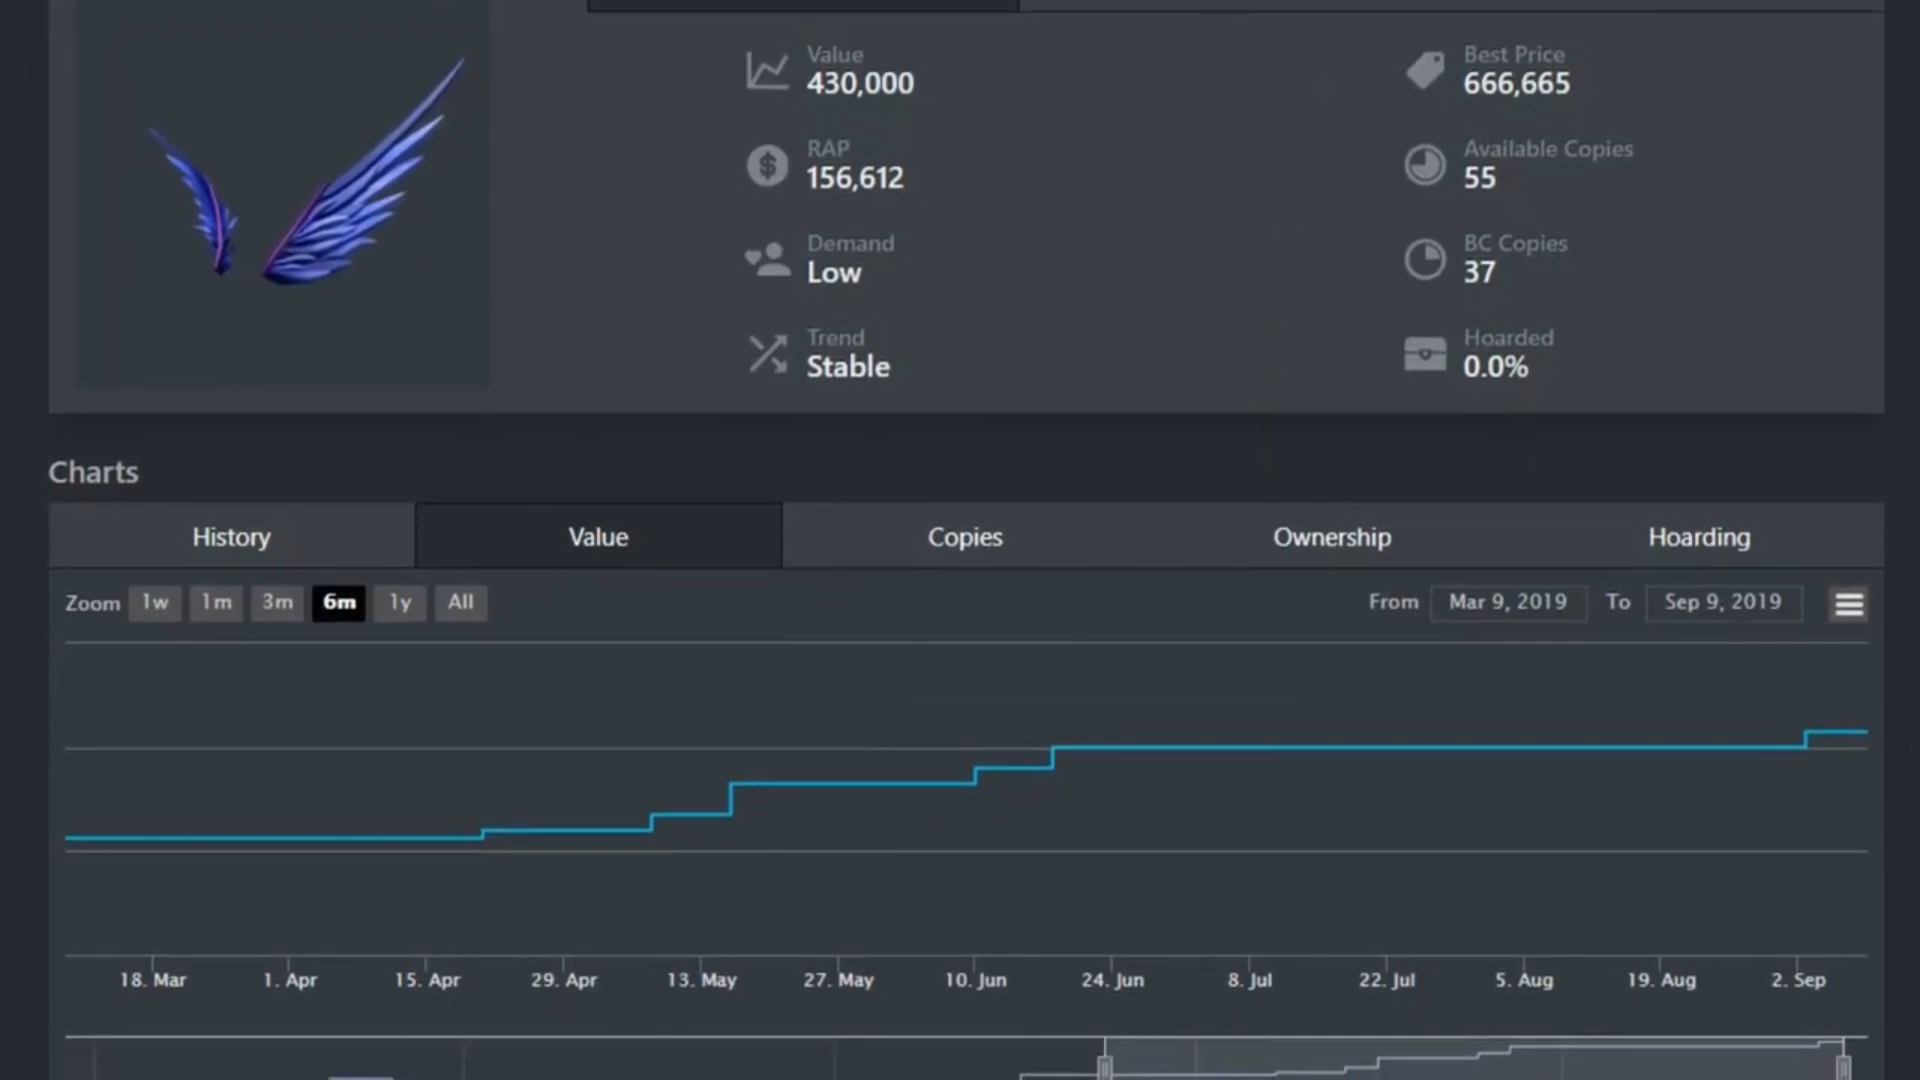 Value
430,000
Best Price
666,665
RAP
156,612
Available Copies
55
Demand
Low
BC Copies
37
Trend
Stable
Hoarded
0.0%
Charts
History Value Copies Ownership Hoarding
Zoom 1w 1m 3m 6m 1y All From Mar 9, 2019 To Sep 9, 2019
18. Mar 1. Apr 15. Apr 29. Apr 13. May 27. May 10. Jun 24. Jun 8. Jul 22. Jul 5. Aug 19. Aug 2. Sep